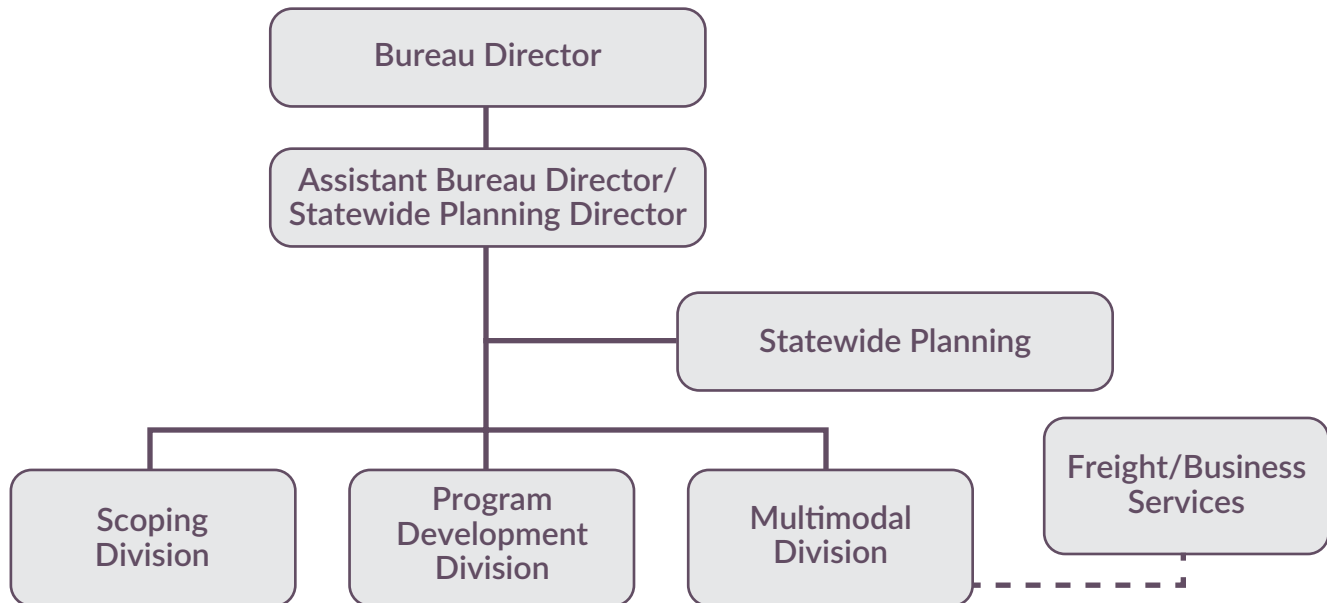 Bureau Director
Assistant Bureau Director/
Statewide Planning Director
Statewide Planning
Freight/Business
Services
Scoping
Division
Program
Development
Division
Multimodal
Division